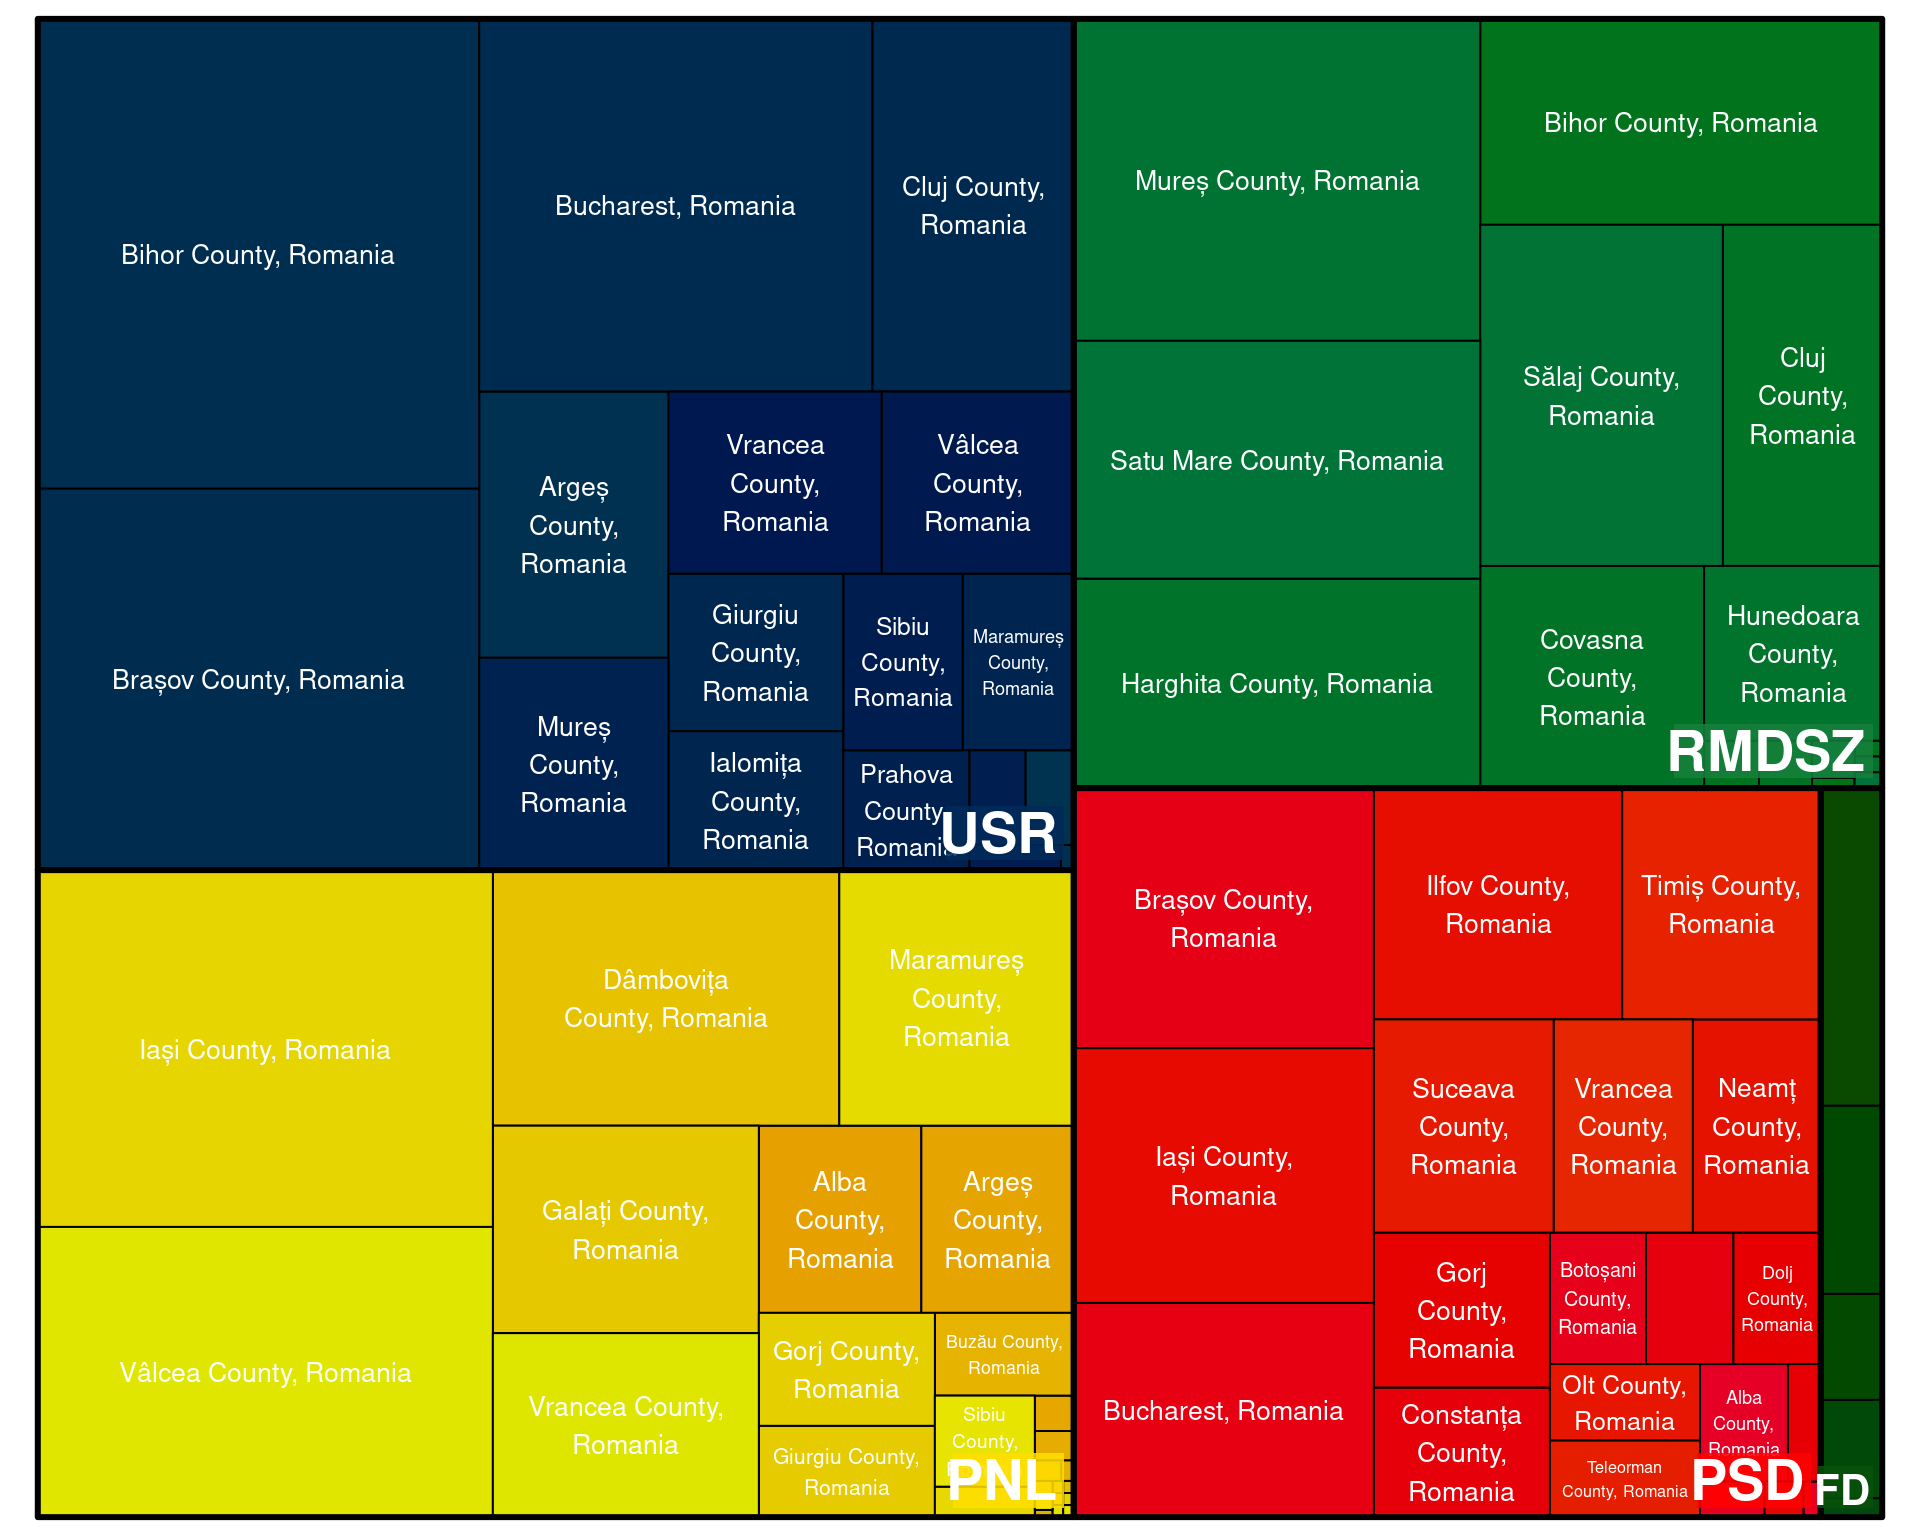 Bihor County, Romania
Brașov County, Romania
Bucharest, Romania
Cluj County,
Romania
Argeș
County,
Romania
Mureș
County,
Romania
Vrancea
County,
Romania
Vâlcea
County,
Romania
Giurgiu
County,
Romania
Ialomița
County,
Romania
Sibiu
County,
Romania
Maramureș
County,
Romania
Prahova
County,
Romania
USR
Mureș County, Romania
Satu Mare County, Romania
Harghita County, Romania
Bihor County, Romania
Sălaj County,
Romania
Cluj
County,
Romania
Covasna
County,
Romania
Hunedoara
County,
Romania
RMDSZ
Iași County, Romania
Vâlcea County, Romania
Dâmbovița
County, Romania
Maramureș
County,
Romania
Galați County,
Romania
Vrancea County,
Romania
Alba
County,
Romania
Argeș
County,
Romania
Gorj County,
Romania
Giurgiu County,
Romania
Buzău County,
Romania
Sibiu
County,
PNL
Brașov County,
Romania
Iași County,
Romania
Bucharest, Romania
Ilfov County,
Romania
Timiș County,
Romania
Suceava
County,
Romania
Vrancea
County,
Romania
Neamț
County,
Romania
Gorj
County,
Romania
Constanța
County,
Romania
Botoșani
County,
Romania
Dolj
County,
Romania
Olt County,
Romania
Teleorman
County, Romania
Alba
County,
Romania
PSD
FD